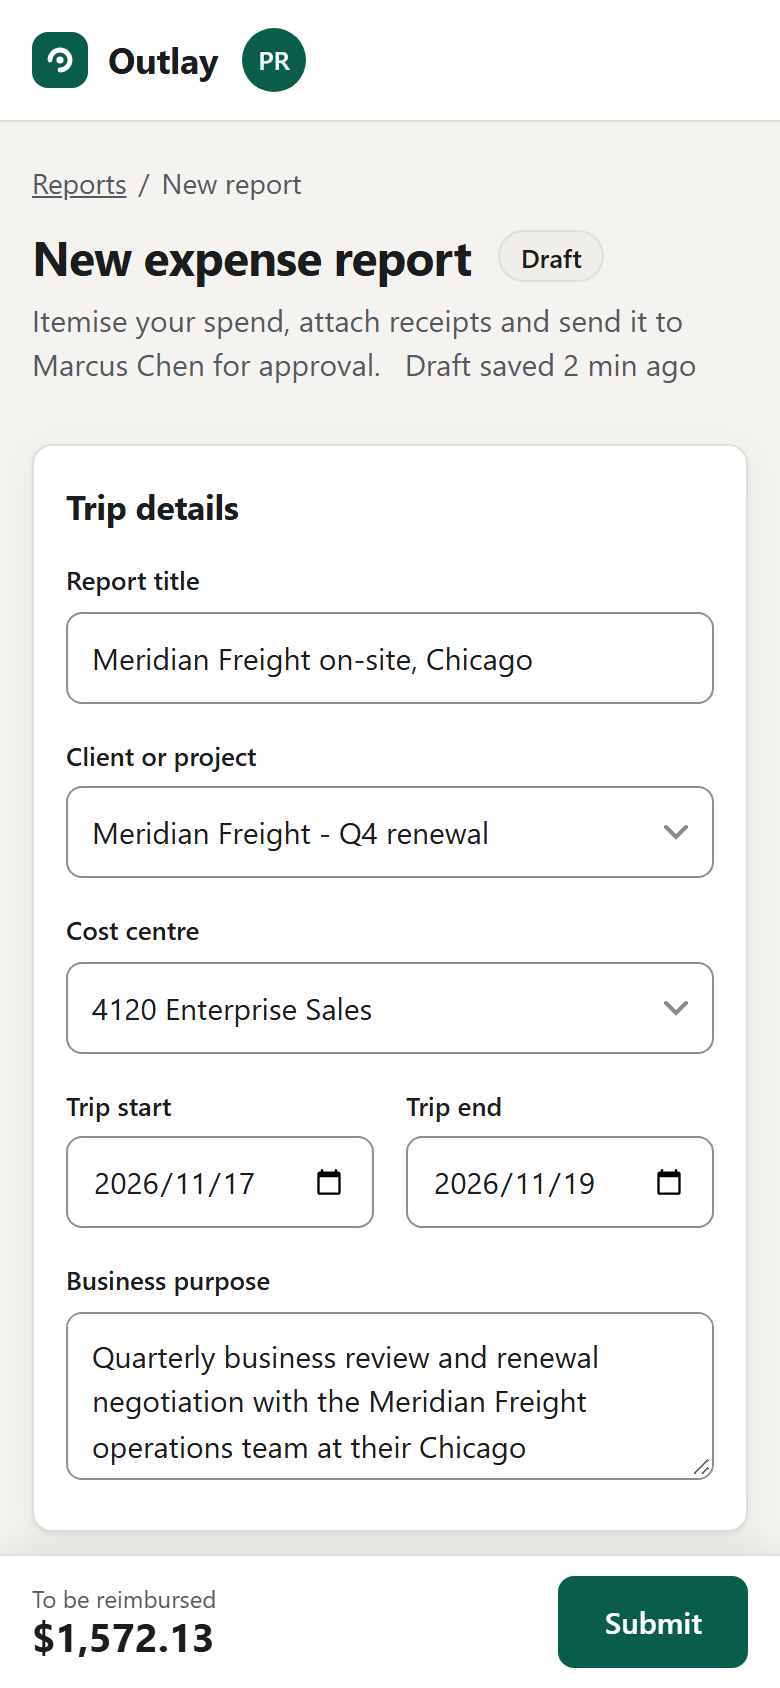 Outlay
PR
Reports / New report
New expense report
Draft
Itemise your spend, attach receipts and send it to
Marcus Chen for approval. Draft saved 2 min ago
Trip details
Report title
Meridian Freight on-site, Chicago
Client or project
Meridian Freight - Q4 renewal
Cost centre
4120 Enterprise Sales
Trip start
Trip end
2026/11/17
2026/11/19
Business purpose
Quarterly business review and renewal
negotiation with the Meridian Freight
operations team at their Chicago
To be reimbursed
$1,572.13
Submit